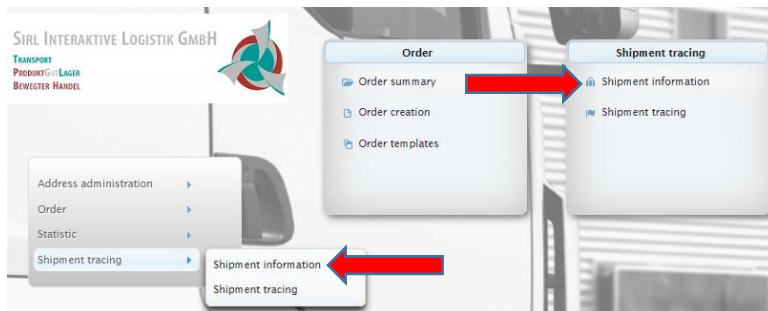 SIRL INTERAKTIVE LOGISTIK GMBH
TRANSPORT
PRODUKTGUTLAGER
BEWEGTER HANDEL
Order
Order summary
Order creation
Order templates
Shipment tracing
Shipment information
Shipment tracing
Address administration
Order
Statistic
Shipment tracing
Shipment information
Shipment tracing